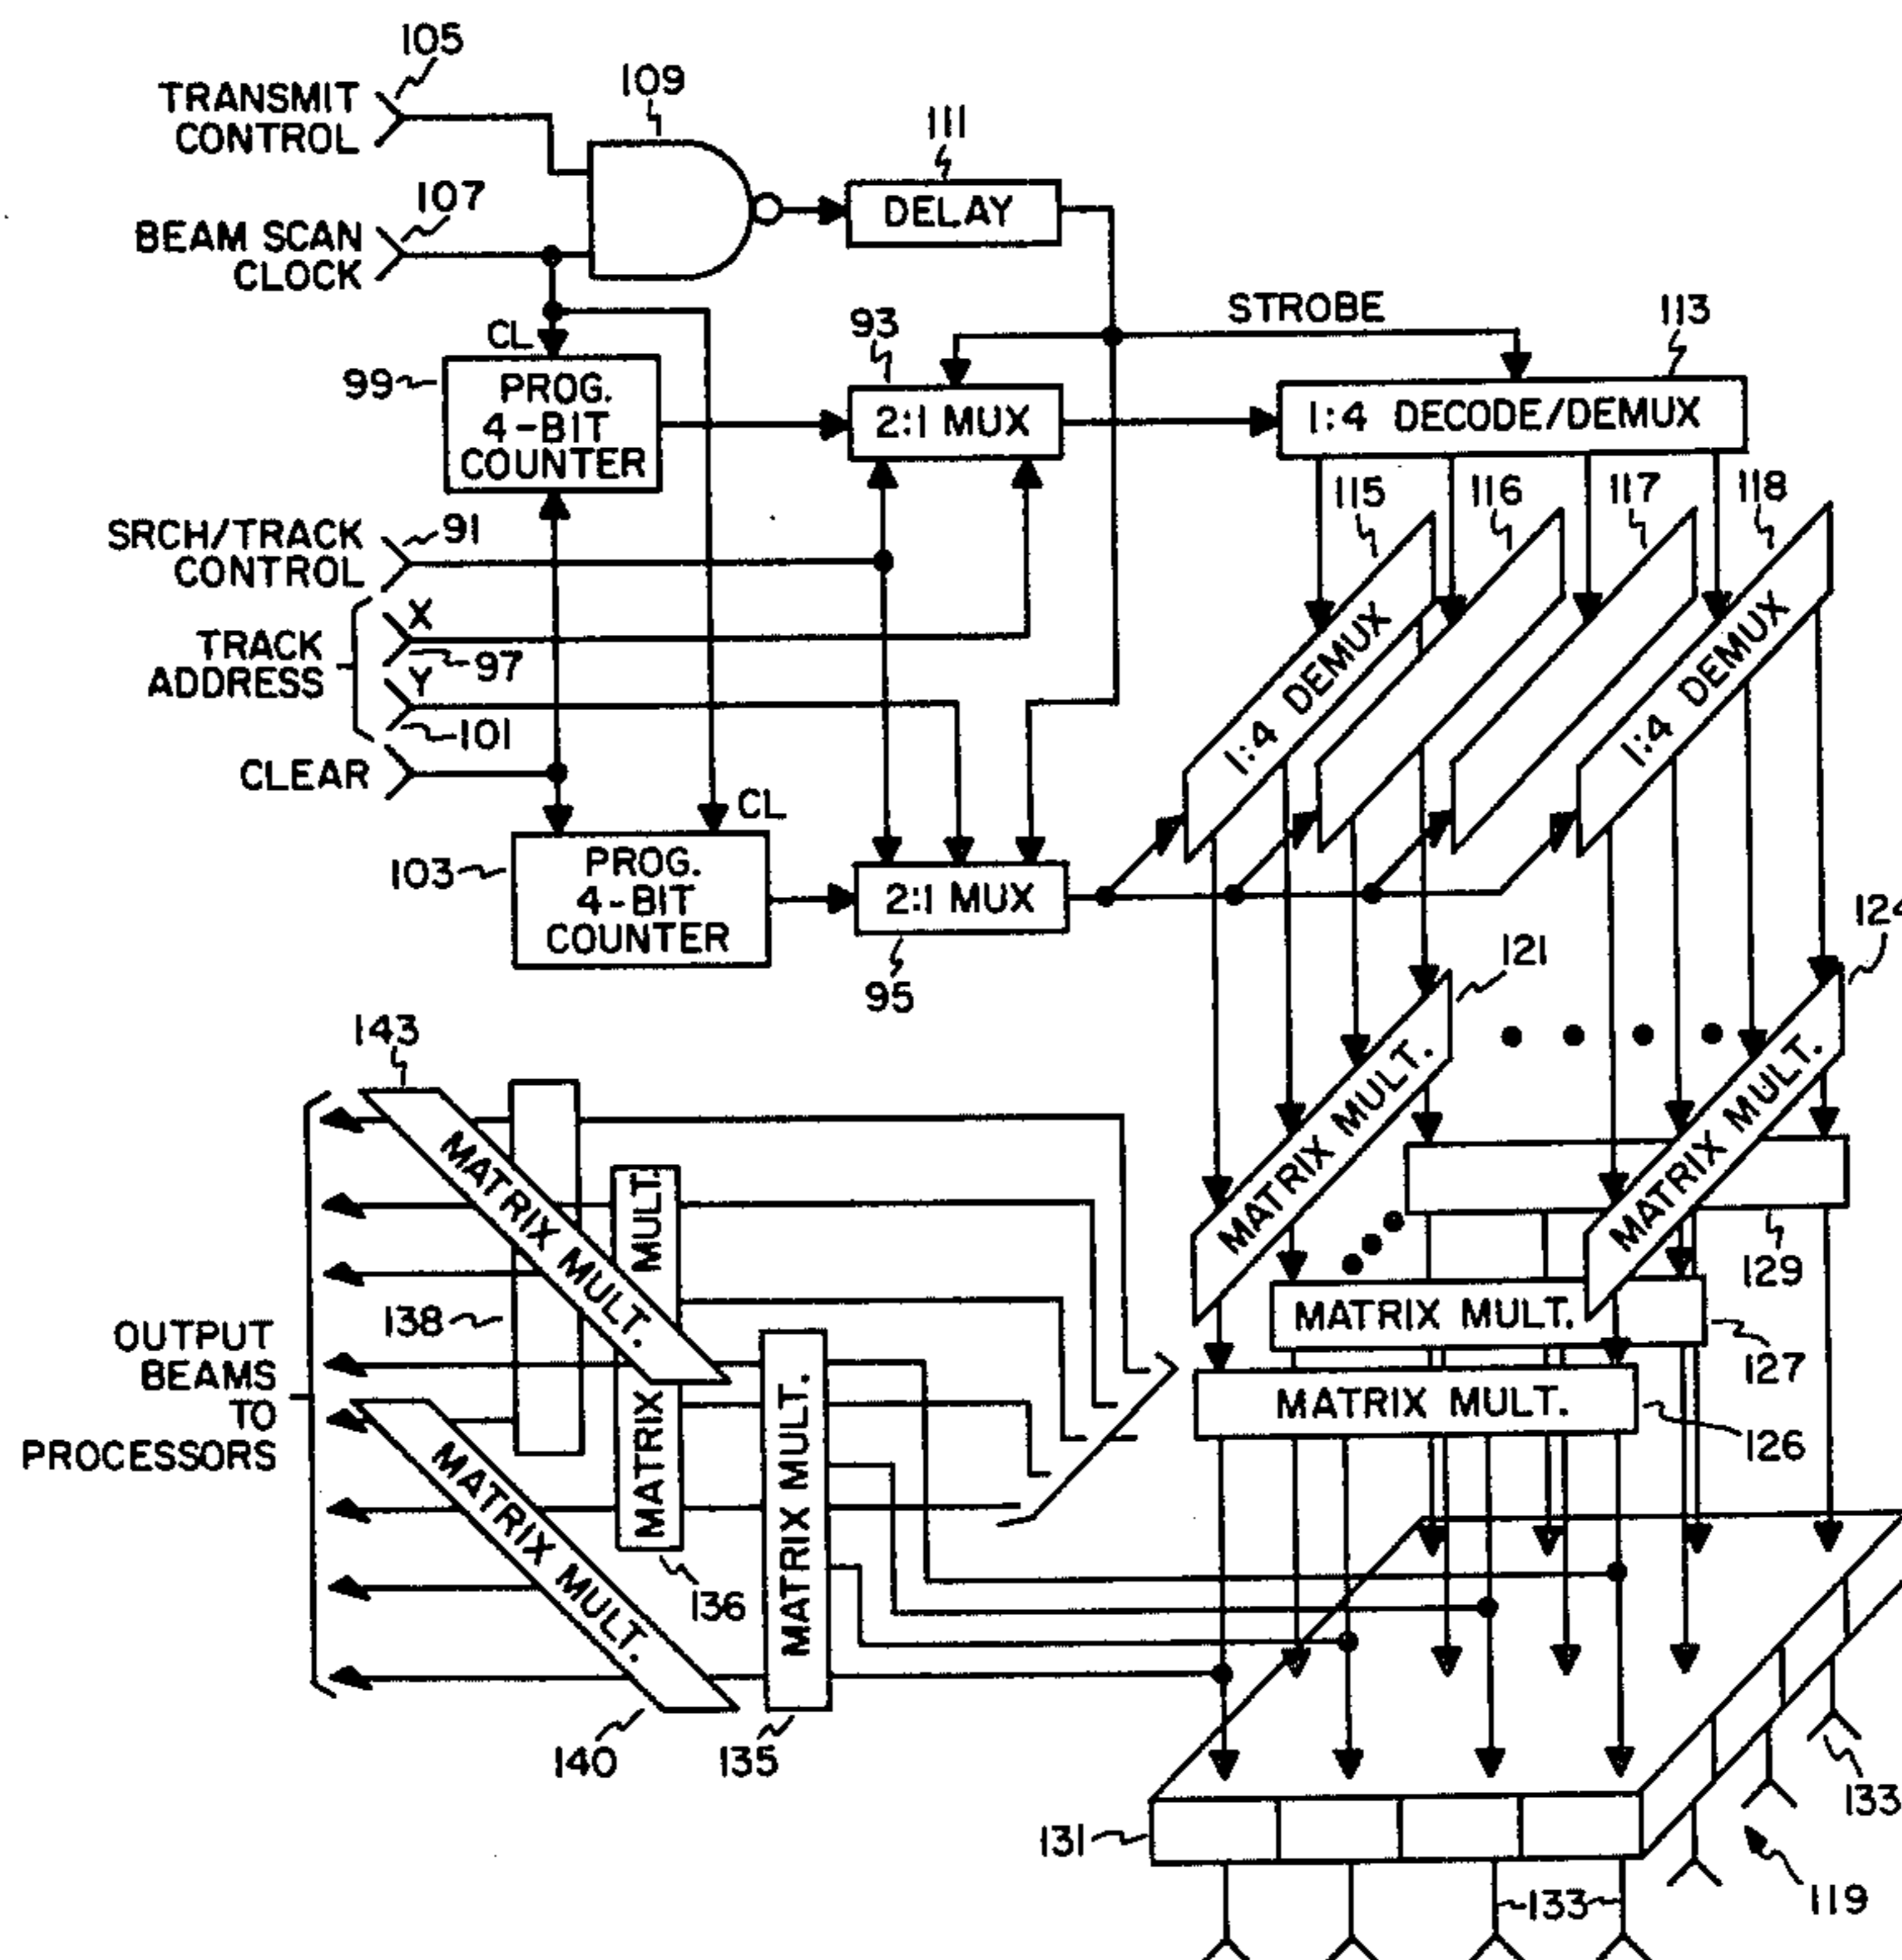 105
TRANSMIT
CONTROL
109
111
DELAY
107
BEAM SCAN
CLOCK
STROBE
113
CL
93
99
PROG.
4-BIT
COUNTER
2:1 MUX
1:4 DECODE/DEMUX
115
116
117
118
SRCH/TRACK
CONTROL
91
TRACK
ADDRESS
X
97
Y
101
CLEAR
1:4 DEMUX
1:4 DEMUX
CL
103
PROG.
4-BIT
COUNTER
2:1 MUX
95
121
124
MATRIX MULT.
MATRIX MULT.
129
MATRIX MULT.
127
MATRIX MULT.
126
143
MATRIX MULT.
138
MATRIX MULT.
136
MATRIX MULT.
135
MATRIX MULT.
140
OUTPUT
BEAMS
TO
PROCESSORS
131
133
133
119